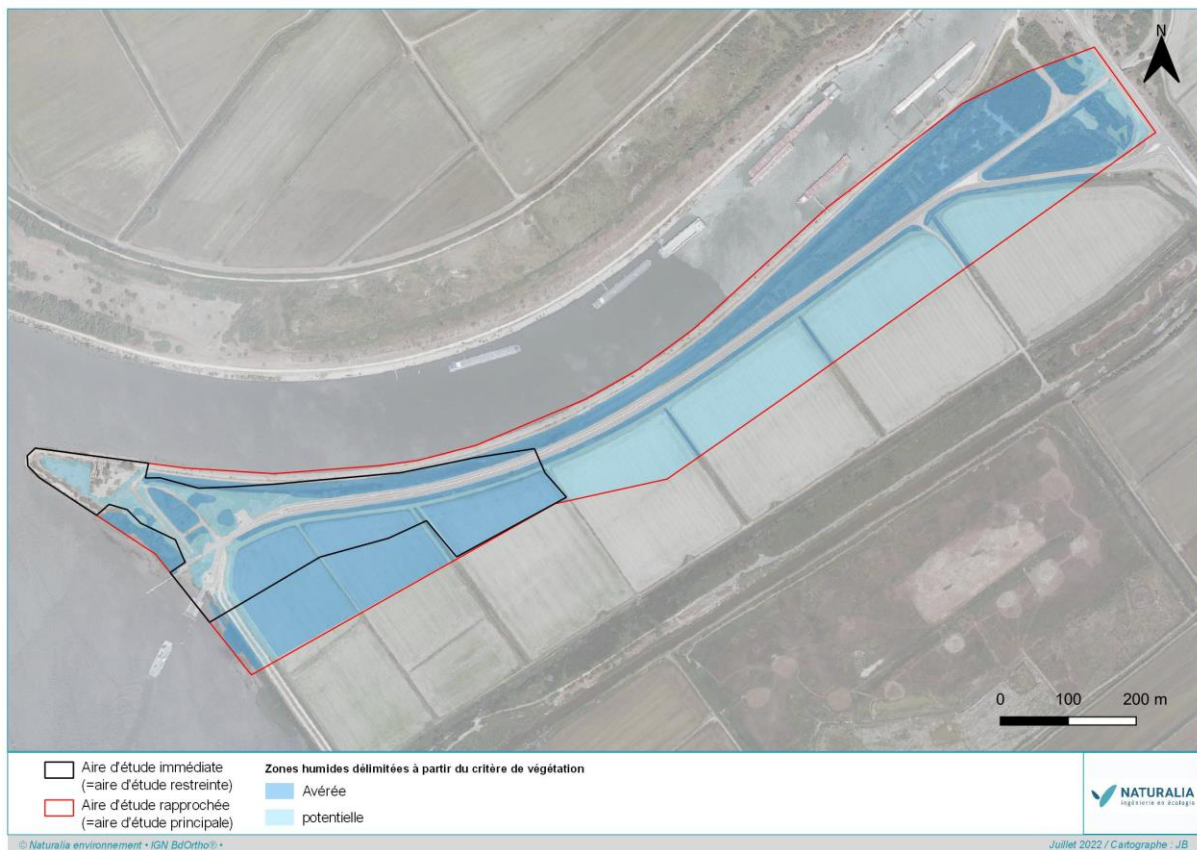 N
0 100 200 m
Aire d'étude immédiate
(=aire d'étude restreinte)
Aire d'étude rapprochée
(=aire d'étude principale)
Zones humides délimitées à partir du critère de végétation
Avérée
potentielle
NATURALIA
ingénierie en écologie
© Naturalia environnement • IGN BdOrtho® •
Juillet 2022 / Cartographe : JB